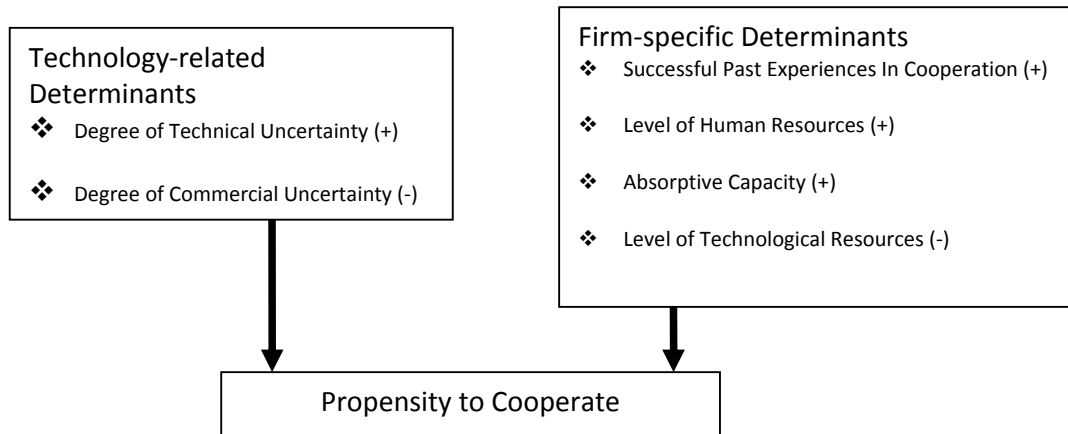 Technology-related
Determinants
❖ Degree of Technical Uncertainty (+)
❖ Degree of Commercial Uncertainty (-)
Firm-specific Determinants
❖ Successful Past Experiences In Cooperation (+)
❖ Level of Human Resources (+)
❖ Absorptive Capacity (+)
❖ Level of Technological Resources (-)
Propensity to Cooperate